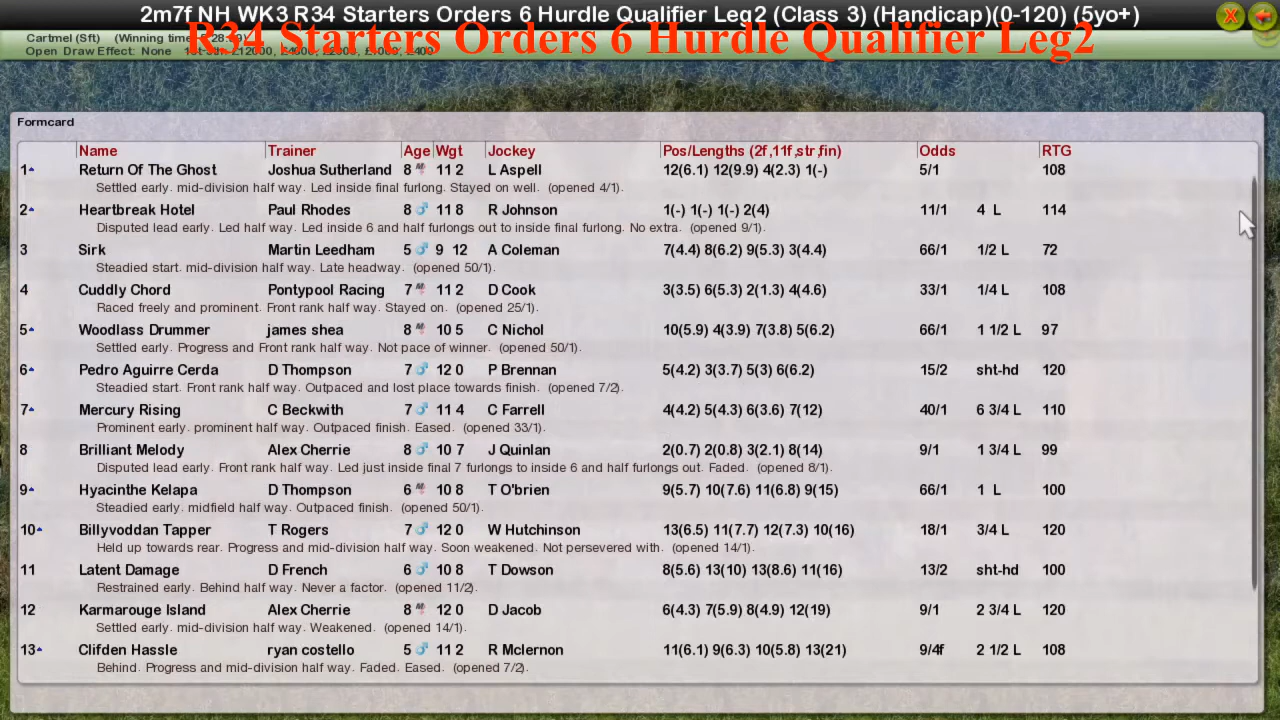 2m7f NH WK3 R34 Starters Orders 6 Hurdle Qualifier Leg2 (Class 3) (Handicap)(0-120) (5yo+)
R34 Starters Orders 6 Hurdle Qualifier Leg2
Cartmel (Sft) (Winning time
Open Draw Effect: None
Formcard
Name Trainer Age Wgt Jockey Pos/Lengths (2f,11f,str,fin) Odds RTG
1 Return Of The Ghost Joshua Sutherland 8 11 2 L Aspell 12(6.1) 12(9.9) 4(2.3) 1(-) 5/1 108
Settled early. mid-division half way. Led inside final furlong. Stayed on well. (opened 4/1).
2 Heartbreak Hotel Paul Rhodes 8 11 8 R Johnson 1(-) 1(-) 1(-) 2(4) 11/1 4 L 114
Disputed lead early. Led half way. Led inside 6 and half furlongs out to inside final furlong. No extra. (opened 9/1).
3 Sirk Martin Leedham 5 9 12 A Coleman 7(4.4) 8(6.2) 9(5.3) 3(4.4) 66/1 1/2 L 72
Steadied start. mid-division half way. Late headway. (opened 50/1).
4 Cuddly Chord Pontypool Racing 7 11 2 D Cook 3(3.5) 6(5.3) 2(1.3) 4(4.6) 33/1 1/4 L 108
Raced freely and prominent. Front rank half way. Stayed on. (opened 25/1).
5 Woodlass Drummer james shea 8 10 5 C Nichol 10(5.9) 4(3.9) 7(3.8) 5(6.2) 66/1 1 1/2 L 97
Settled early. Progress and Front rank half way. Not pace of winner. (opened 50/1).
6 Pedro Aguirre Cerda D Thompson 7 12 0 P Brennan 5(4.2) 3(3.7) 5(3) 6(6.2) 15/2 sht-hd 120
Steadied start. Front rank half way. Outpaced and lost place towards finish. (opened 7/2).
7 Mercury Rising C Beckwith 7 11 4 C Farrell 4(4.2) 5(4.3) 6(3.6) 7(12) 40/1 6 3/4 L 110
Prominent early. prominent half way. Outpaced finish. Eased. (opened 33/1).
8 Brilliant Melody Alex Cherrie 8 10 7 J Quinlan 2(0.7) 2(0.8) 3(2.1) 8(14) 9/1 1 3/4 L 99
Disputed lead early. Front rank half way. Led just inside final 7 furlongs to inside 6 and half furlongs out. Faded. (opened 8/1).
9 Hyacinthe Kelapa D Thompson 6 10 8 T O'brien 9(5.7) 10(7.6) 11(6.8) 9(15) 66/1 1 L 100
Steadied early. midfield half way. Outpaced finish. (opened 50/1).
10 Billyvoddan Tapper T Rogers 7 12 0 W Hutchinson 13(6.5) 11(7.7) 12(7.3) 10(16) 18/1 3/4 L 120
Held up towards rear. Progress and mid-division half way. Soon weakened. Not persevered with. (opened 14/1).
11 Latent Damage D French 6 10 8 T Dowson 8(5.6) 13(10) 13(8.6) 11(16) 13/2 sht-hd 100
Restrained early. Behind half way. Never a factor. (opened 11/2).
12 Karmarouge Island Alex Cherrie 8 12 0 D Jacob 6(4.3) 7(5.9) 8(4.9) 12(19) 9/1 2 3/4 L 120
Settled early. mid-division half way. Weakened. (opened 14/1).
13 Clifden Hassle ryan costello 5 11 2 R Mclernon 11(6.1) 9(6.3) 10(5.8) 13(21) 9/4f 2 1/2 L 108
Behind. Progress and mid-division half way. Faded. Eased. (opened 7/2).